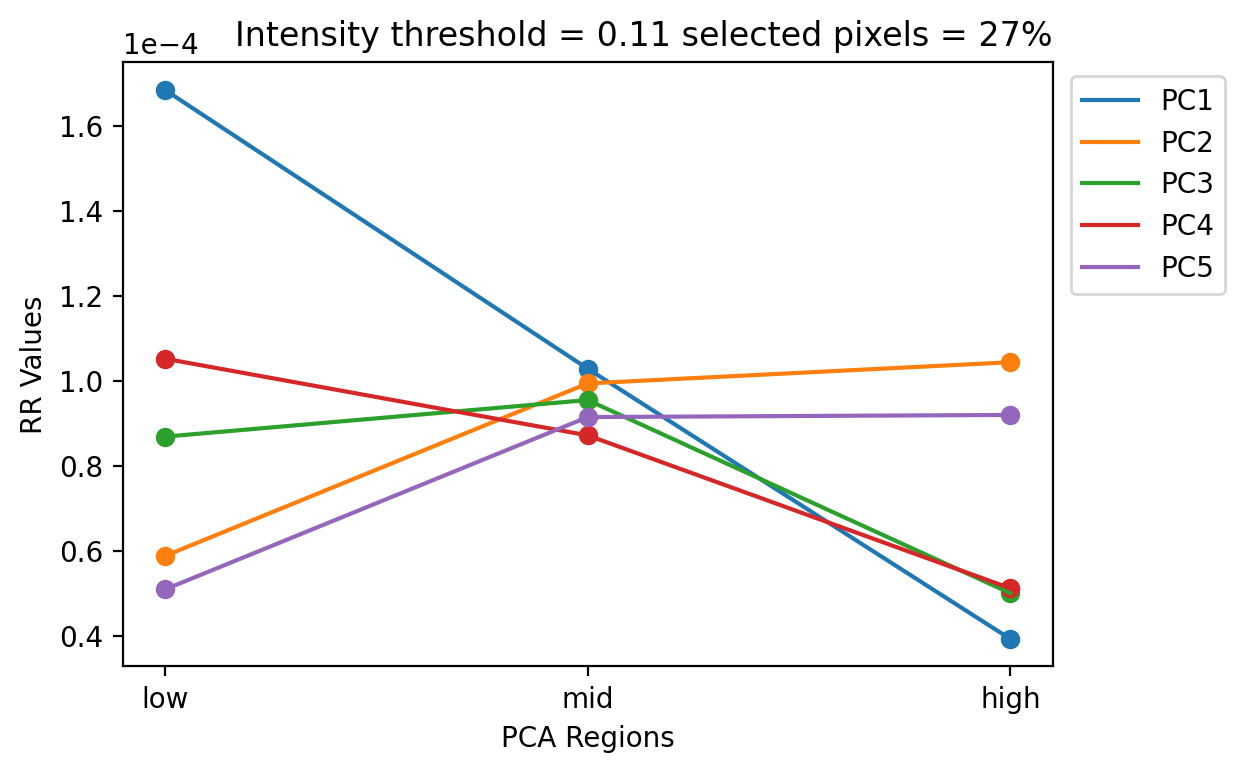 Intensity threshold = 0.11 selected pixels = 27%
1e−4
1.6
1.4
1.2
1.0
0.8
0.6
0.4
RR Values
low
mid
high
PCA Regions
PC1
PC2
PC3
PC4
PC5